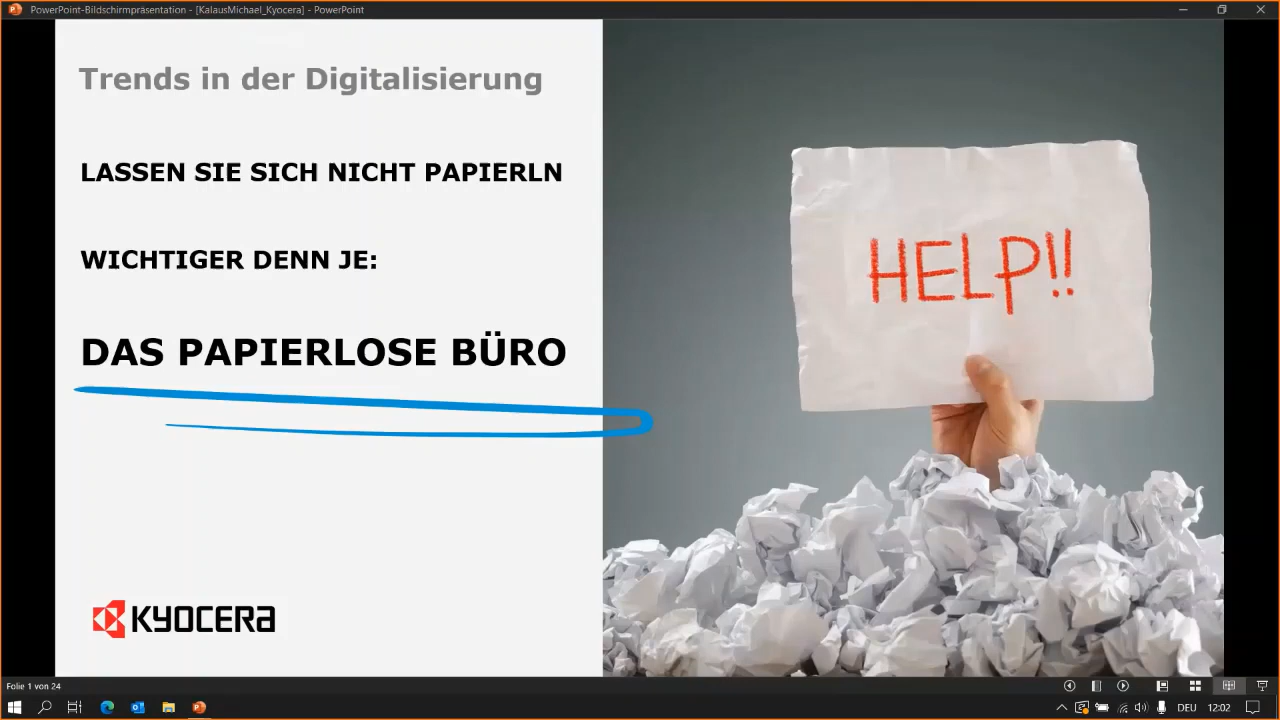 PowerPoint-Bildschirmpräsentation - [KalausMichael_Kyocera] - PowerPoint
Trends in der Digitalisierung
LASSEN SIE SICH NICHT PAPIERLN
WICHTIGER DENN JE:
DAS PAPIERLOSE BÜRO
HELP!!
KYOCERA
Folie 1 von 24
DEU 12:02